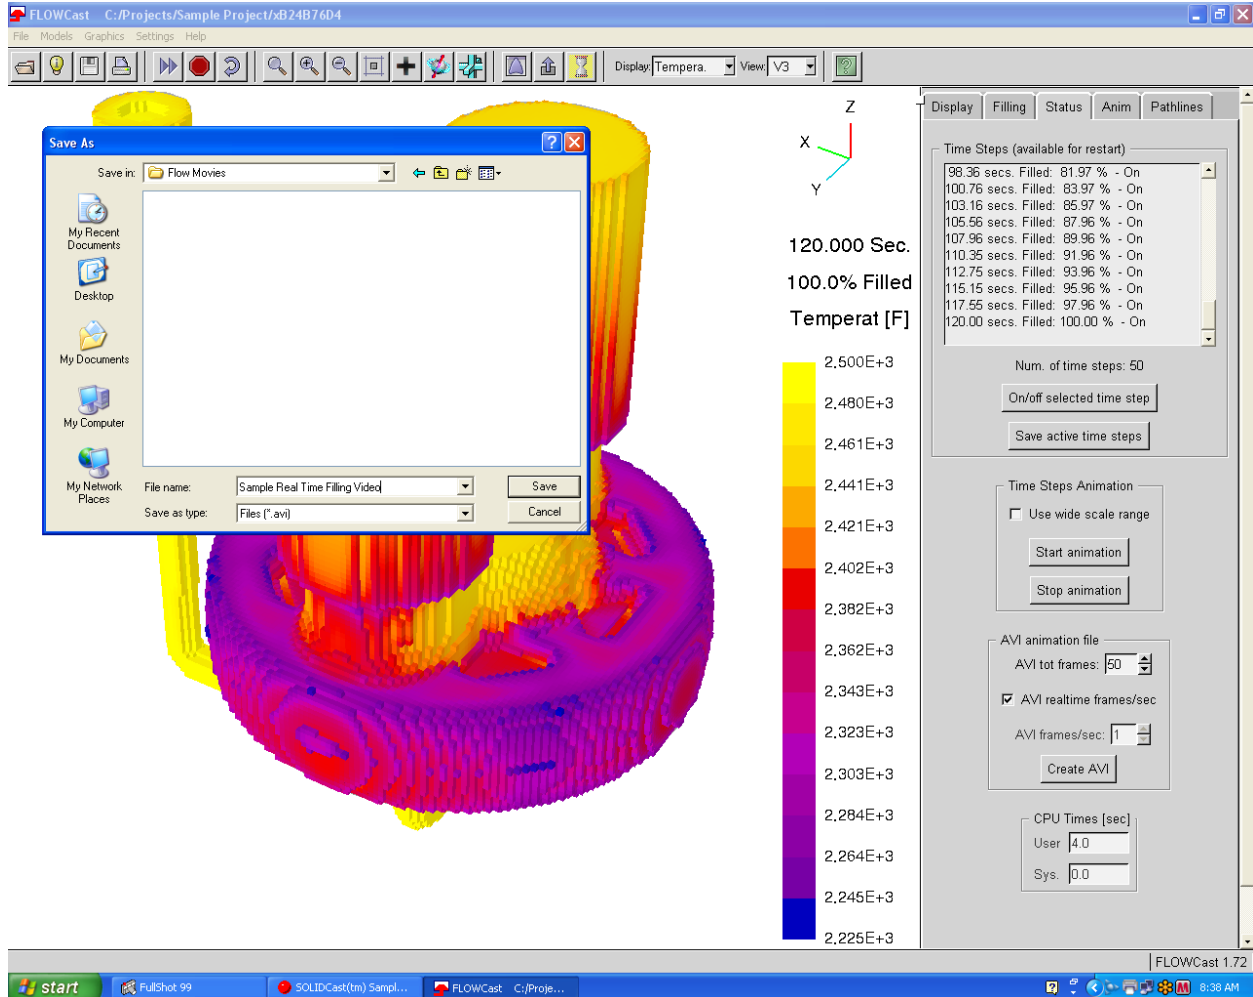 FLOWCast C:/Projects/Sample Project/xB24B76D4
File Models Graphics Settings Help
Display: Tempera. View: V3
Save As
Save in: Flow Movies
My Recent
Documents
Desktop
My Documents
My Computer
My Network
Places
File name: Sample Real Time Filling Video
Save
Save as type: Files (*.avi)
Cancel
Z
X
Y
120.000 Sec.
100.0% Filled
Temperat [F]
2.500E+3
2.480E+3
2.461E+3
2.441E+3
2.421E+3
2.402E+3
2.382E+3
2.362E+3
2.343E+3
2.323E+3
2.303E+3
2.284E+3
2.264E+3
2.245E+3
2.225E+3
Display Filling Status Anim Pathlines
Time Steps (available for restart)
98.36 secs. Filled: 81.97 % - On
100.76 secs. Filled: 83.97 % - On
103.16 secs. Filled: 85.97 % - On
105.56 secs. Filled: 87.96 % - On
107.96 secs. Filled: 89.96 % - On
110.35 secs. Filled: 91.96 % - On
112.75 secs. Filled: 93.96 % - On
115.15 secs. Filled: 95.96 % - On
117.55 secs. Filled: 97.96 % - On
120.00 secs. Filled: 100.00 % - On
Num. of time steps: 50
On/off selected time step
Save active time steps
Time Steps Animation
Use wide scale range
Start animation
Stop animation
AVI animation file
AVI tot frames: 50
AVI realtime frames/sec
AVI frames/sec: 1
Create AVI
CPU Times [sec]
User 4.0
Sys. 0.0
FLOWCast 1.72
start FullShot 99 SOLIDCast(tm) Sampl... FLOWCast C:/Proje... 8:38 AM